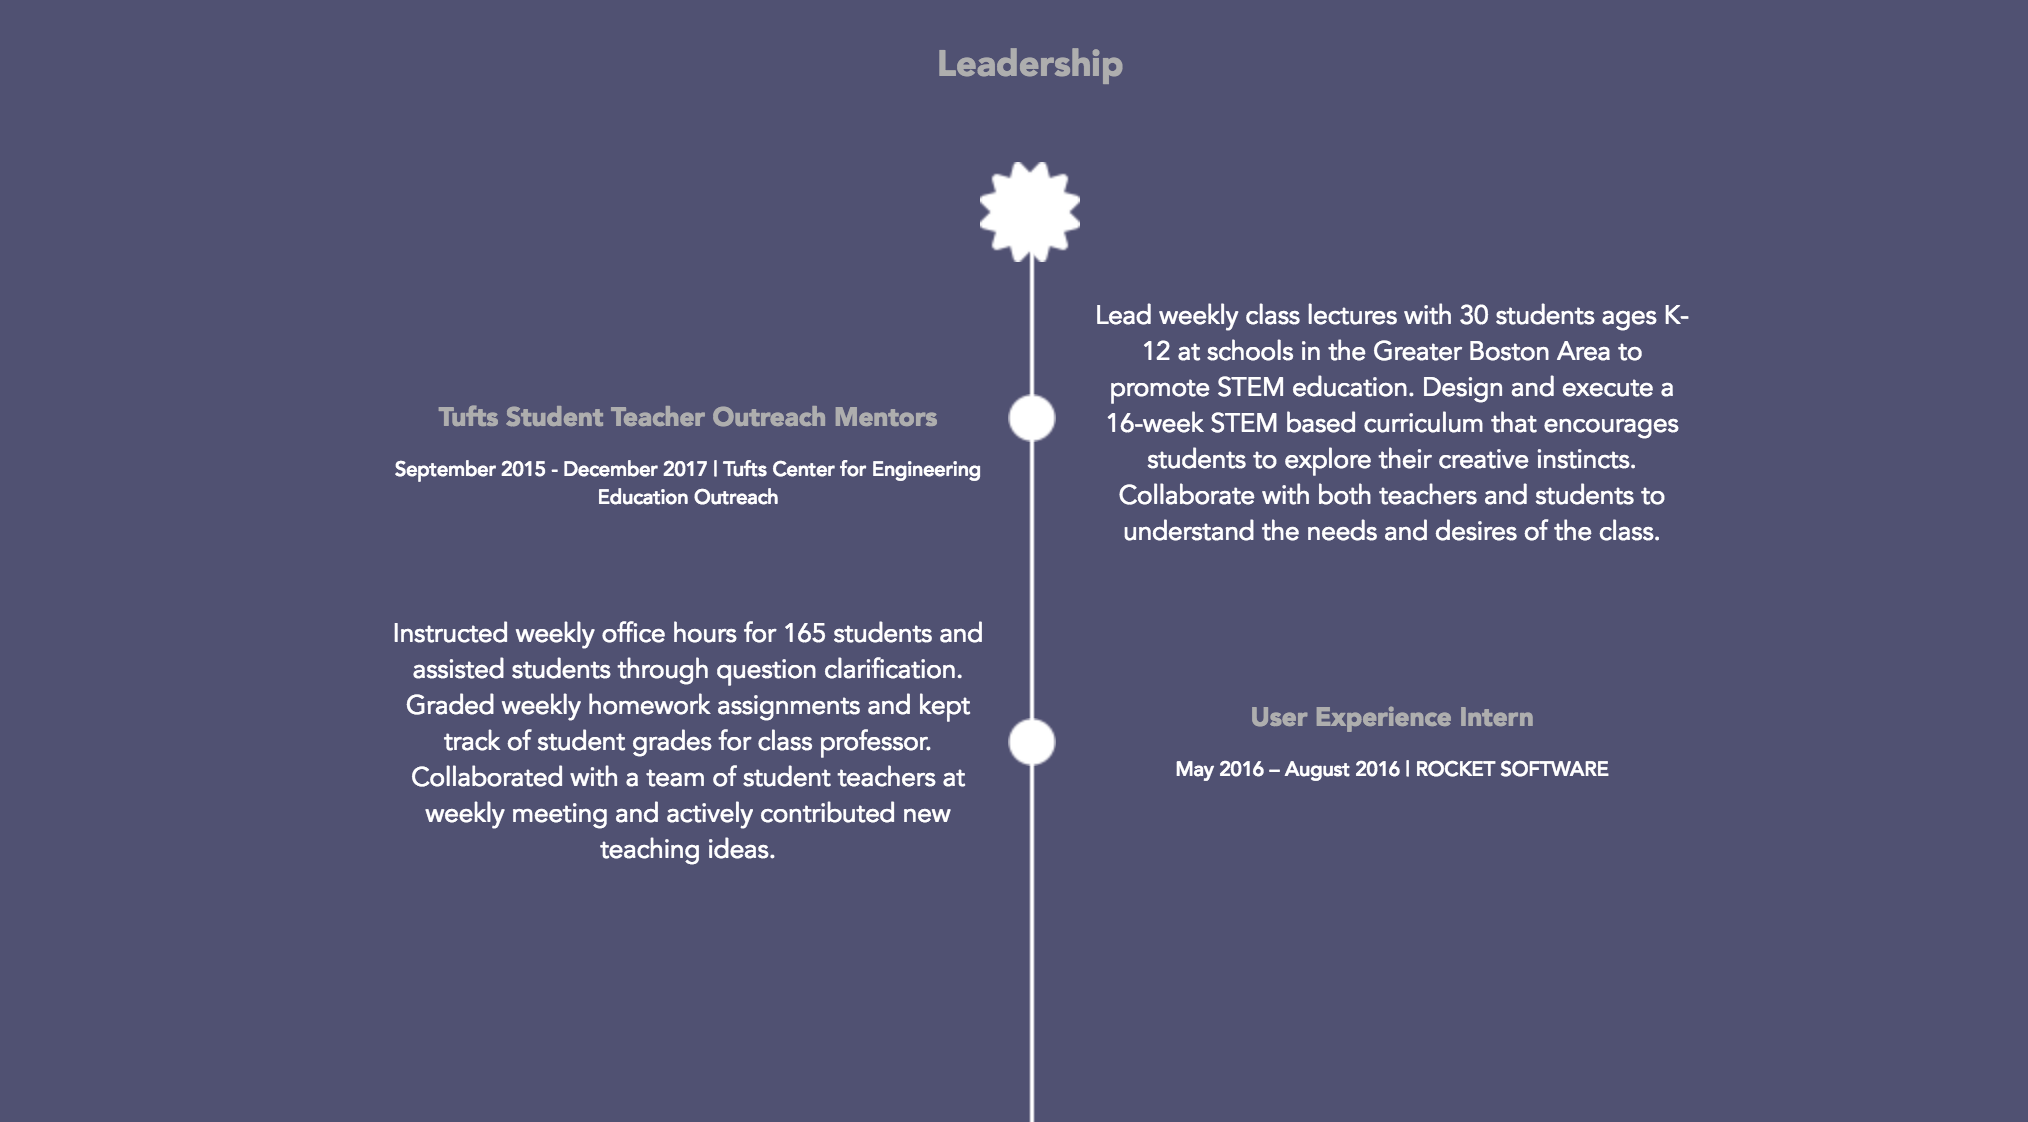 Leadership
Tufts Student Teacher Outreach Mentors
September 2015 - December 2017 | Tufts Center for Engineering
Education Outreach
Lead weekly class lectures with 30 students ages K-
12 at schools in the Greater Boston Area to
promote STEM education. Design and execute a
16-week STEM based curriculum that encourages
students to explore their creative instincts.
Collaborate with both teachers and students to
understand the needs and desires of the class.
Instructed weekly office hours for 165 students and
assisted students through question clarification.
Graded weekly homework assignments and kept
track of student grades for class professor.
Collaborated with a team of student teachers at
weekly meeting and actively contributed new
teaching ideas.
User Experience Intern
May 2016 – August 2016 | ROCKET SOFTWARE